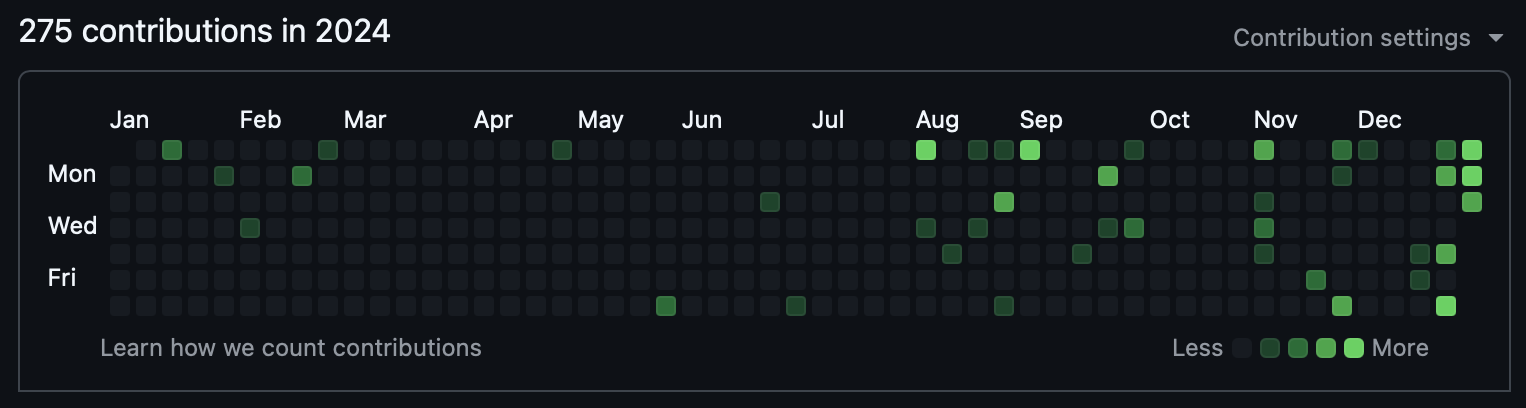 275 contributions in 2024
Contribution settings
Jan Feb Mar Apr May Jun Jul Aug Sep Oct Nov Dec
Mon
Wed
Fri
Learn how we count contributions
Less More